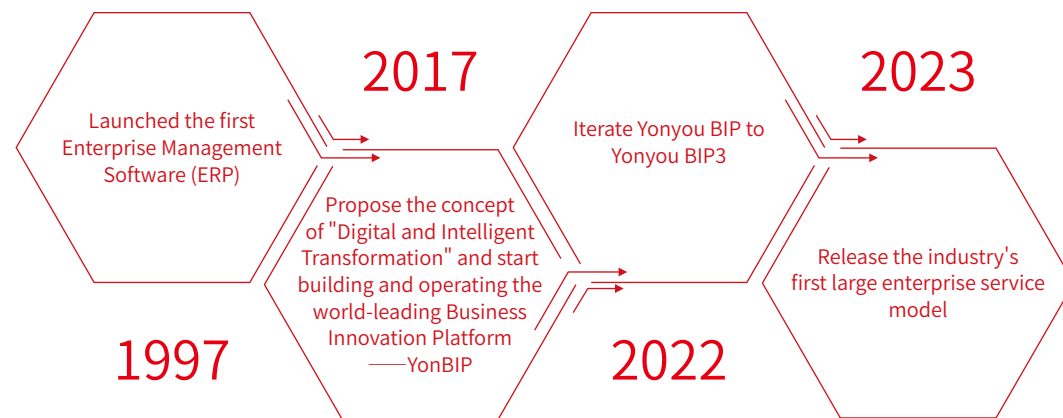 Launched the first
Enterprise Management
Software (ERP)
1997
2017
Propose the concept
of "Digital and Intelligent
Transformation" and start
building and operating the
world-leading Business
Innovation Platform
——YonBIP
Iterate Yonyou BIP to
Yonyou BIP3
2022
2023
Release the industry's
first large enterprise service
model